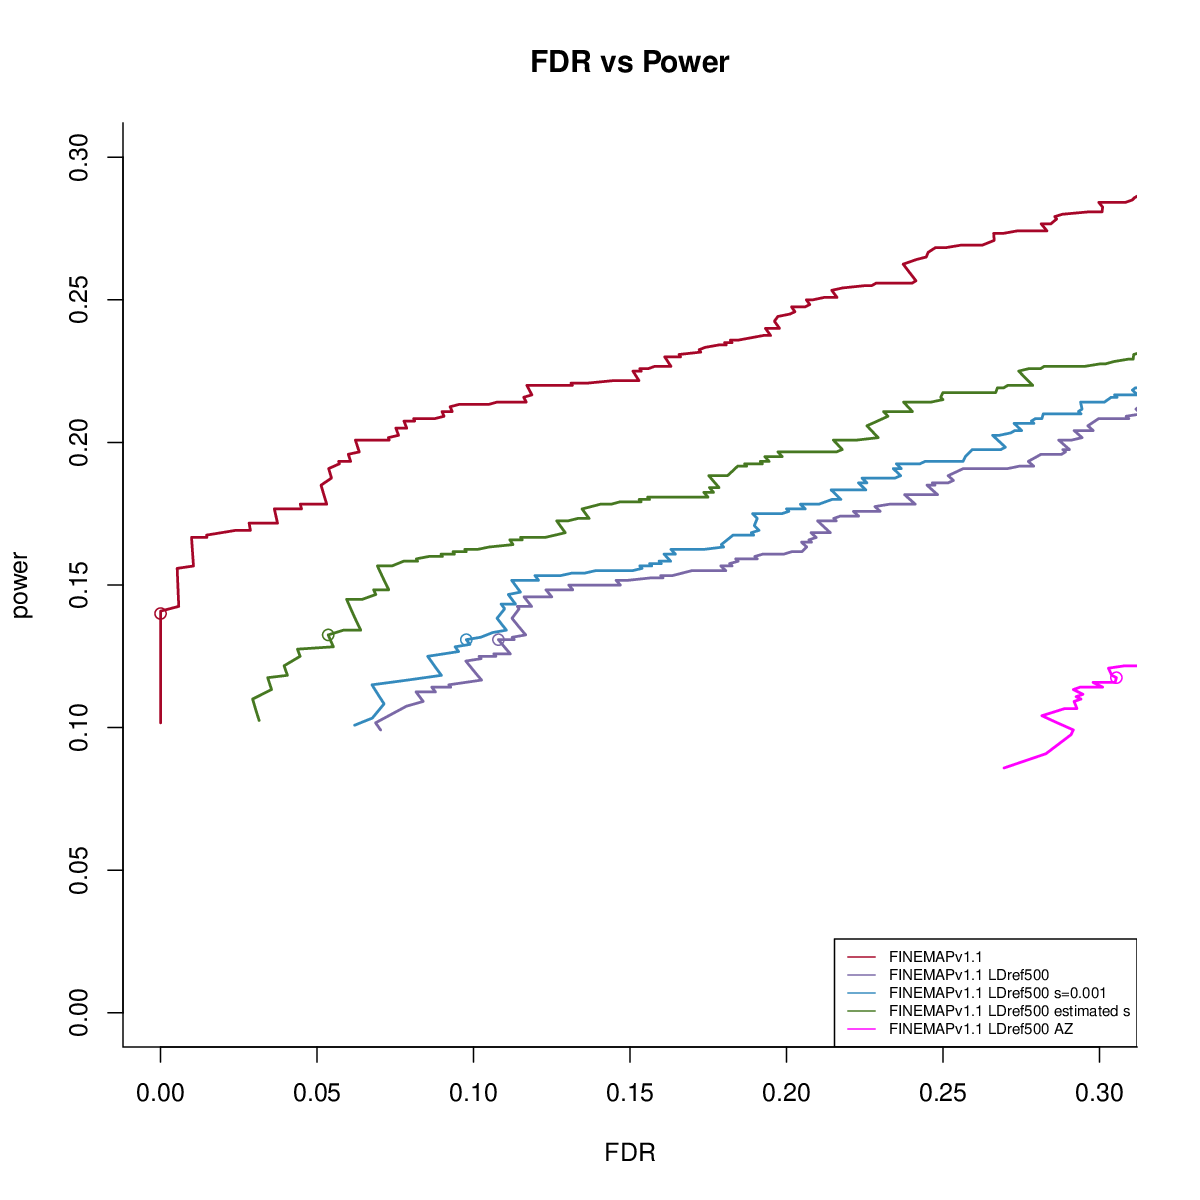 FDR vs Power
power
0.30
0.25
0.20
0.15
0.10
0.05
0.00
FINEMAPv1.1
FINEMAPv1.1 LDref500
FINEMAPv1.1 LDref500 s=0.001
FINEMAPv1.1 LDref500 estimated s
FINEMAPv1.1 LDref500 AZ
0.00 0.05 0.10 0.15 0.20 0.25 0.30
FDR